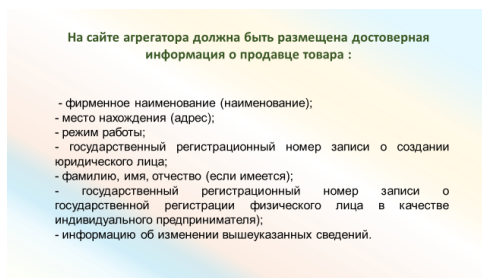 На сайте агрегатора должна быть размещена достоверная
информация о продавце товара :
- фирменное наименование (наименование);
- место нахождения (адрес);
- режим работы;
- государственный регистрационный номер записи о создании
юридического лица;
- фамилию, имя, отчество (если имеется);
- государственный регистрационный номер записи о
государственной регистрации физического лица в качестве
индивидуального предпринимателя);
- информацию об изменении вышеуказанных сведений.